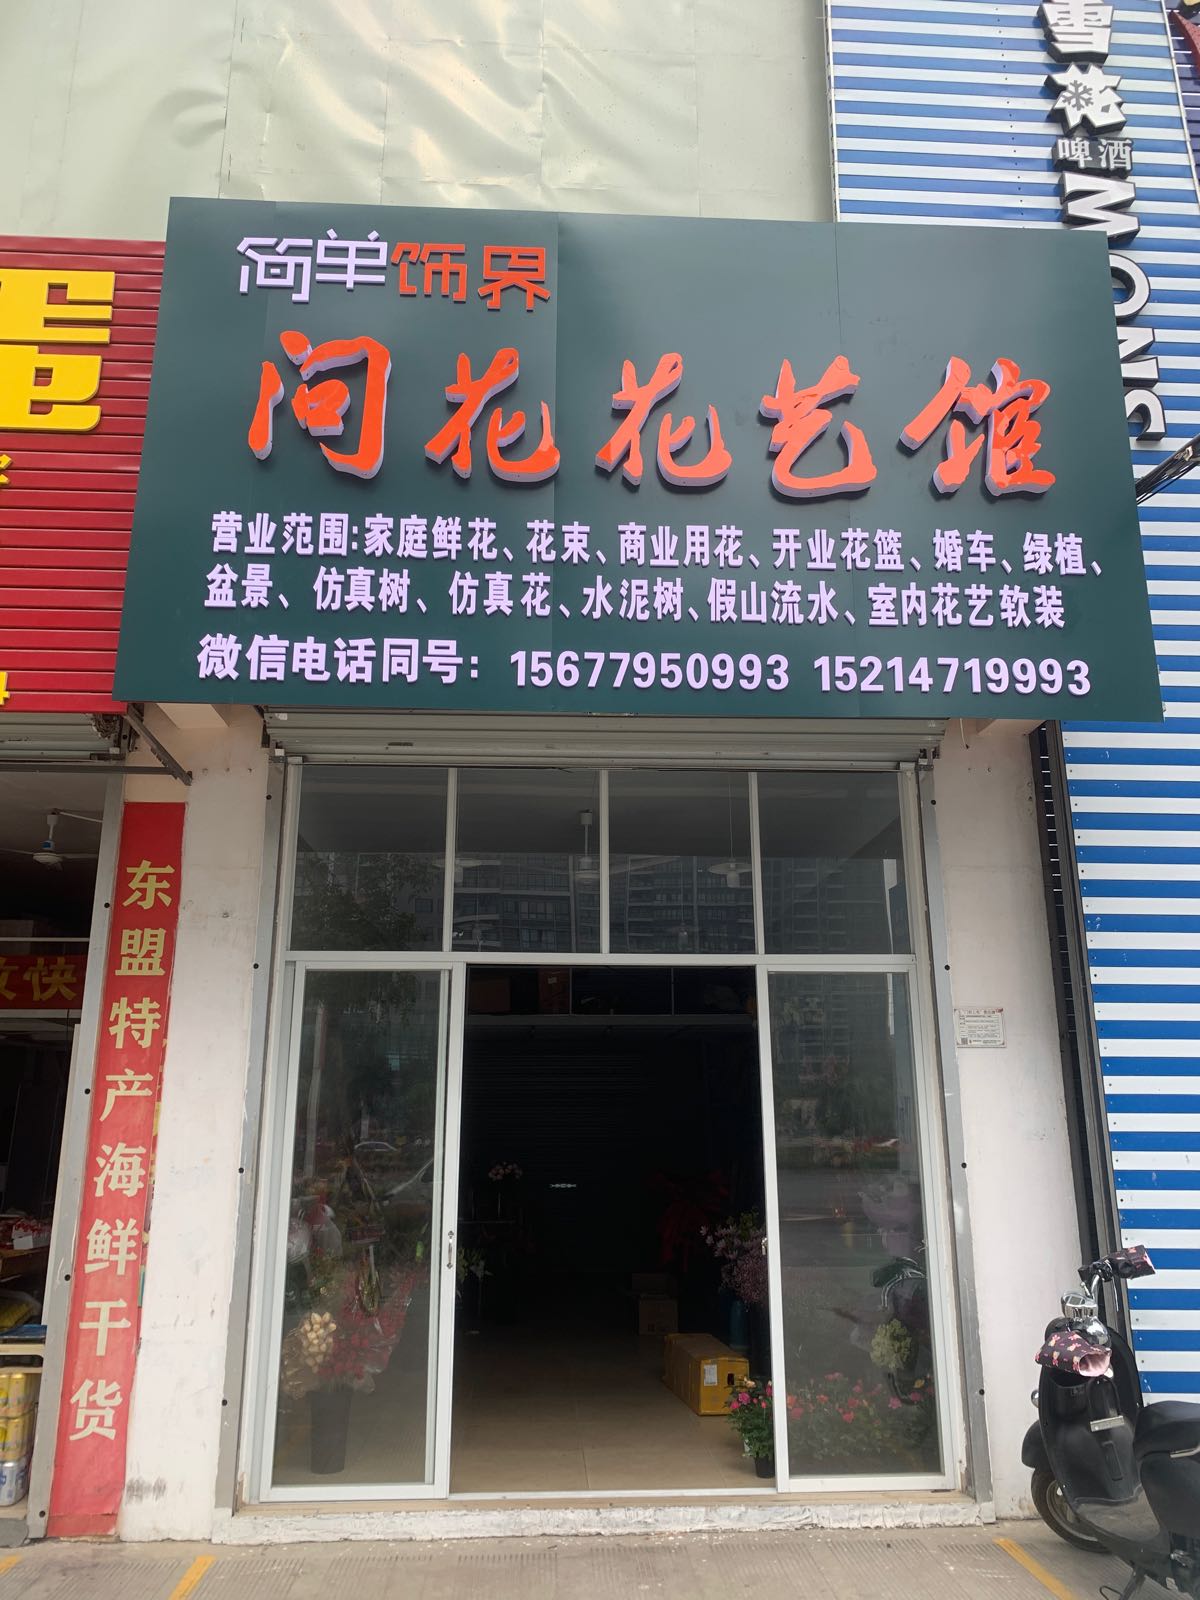 简单饰界
问花花艺馆
营业范围:家庭鲜花、花束、商业用花、开业花篮、婚车、绿植、
盆景、仿真树、仿真花、水泥树、假山流水、室内花艺软装
微信电话同号：15677950993 15214719993
雪花
啤酒
MONS
东盟特产海鲜干货
快